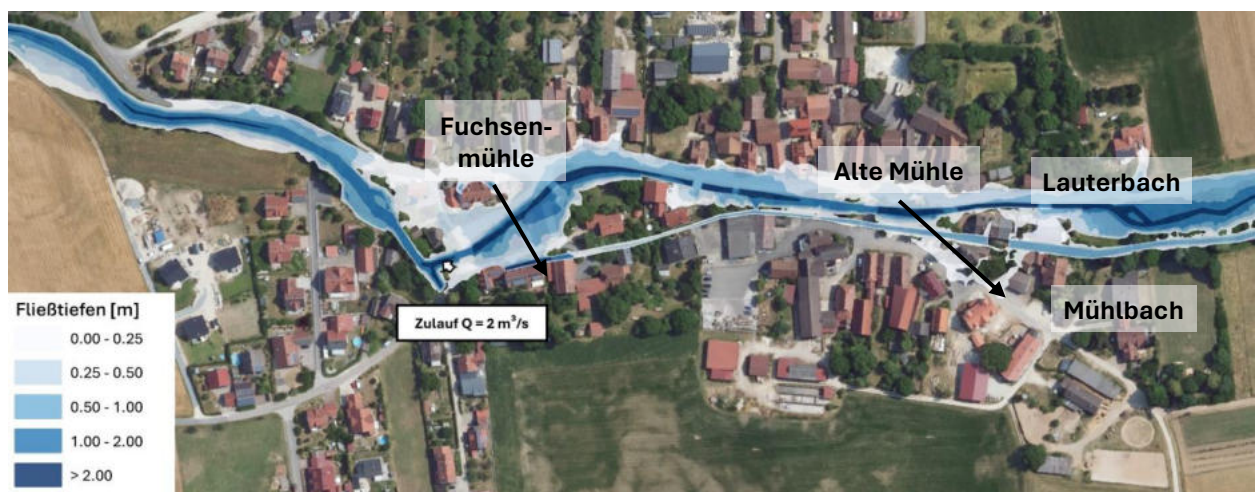 Fuchsen-
mühle
Alte Mühle
Lauterbach
Mühlbach
Zulauf Q = 2 m³/s
Fließtiefen [m]
0.00 - 0.25
0.25 - 0.50
0.50 - 1.00
1.00 - 2.00
> 2.00